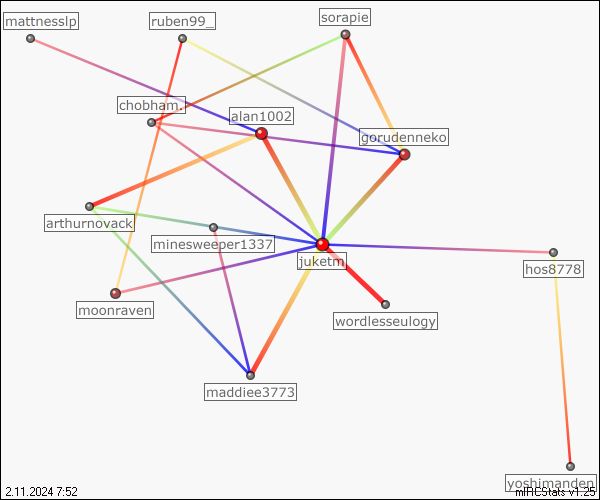 mattnesslp
ruben99_
sorapie
chobham.
alan1002
gorudenneko
arthurnovack
minesweeper1337
juketm
hos8778
moonraven
wordlesseulogy
maddiee3773
yoshimanden
2.11.2024 7:52
mIRCStats v1.25